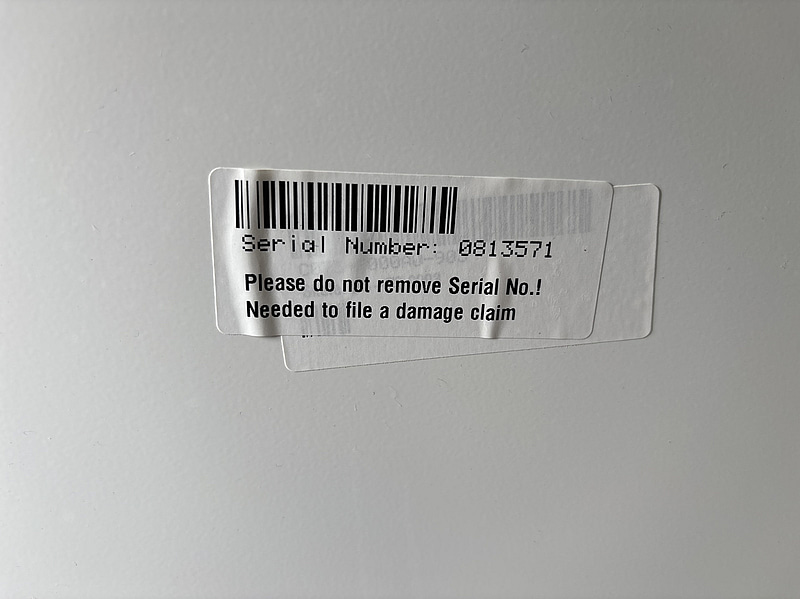 Serial Number: 0813571
Please do not remove Serial No.!
Needed to file a damage claim